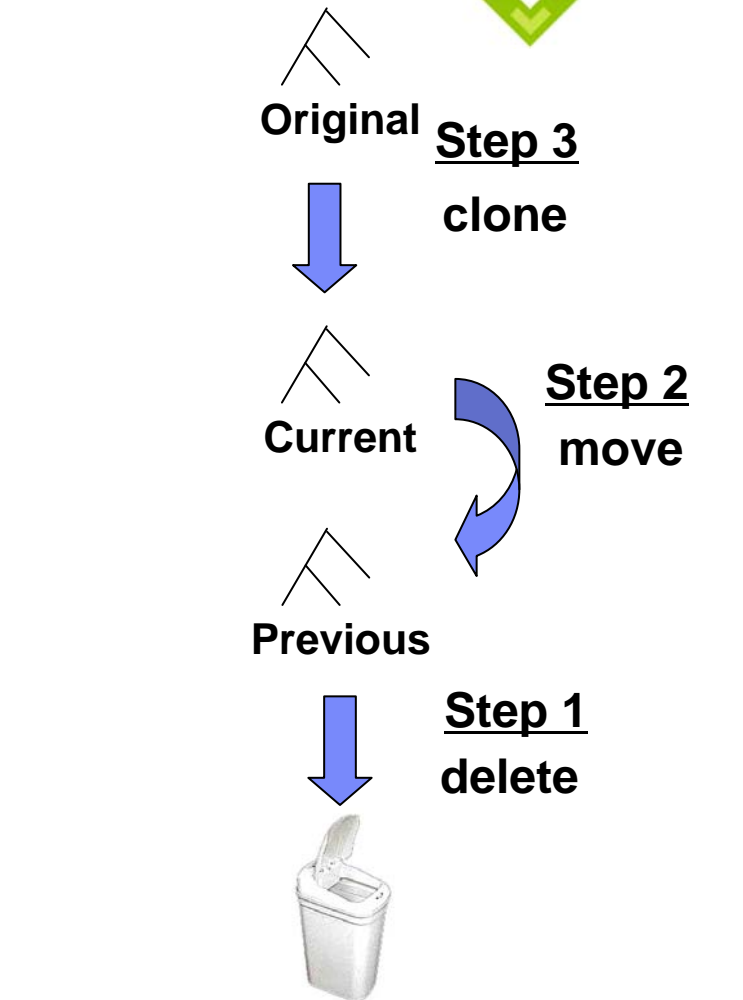 Original
Step 3
clone
Step 2
Current
move
Previous
Step 1
delete